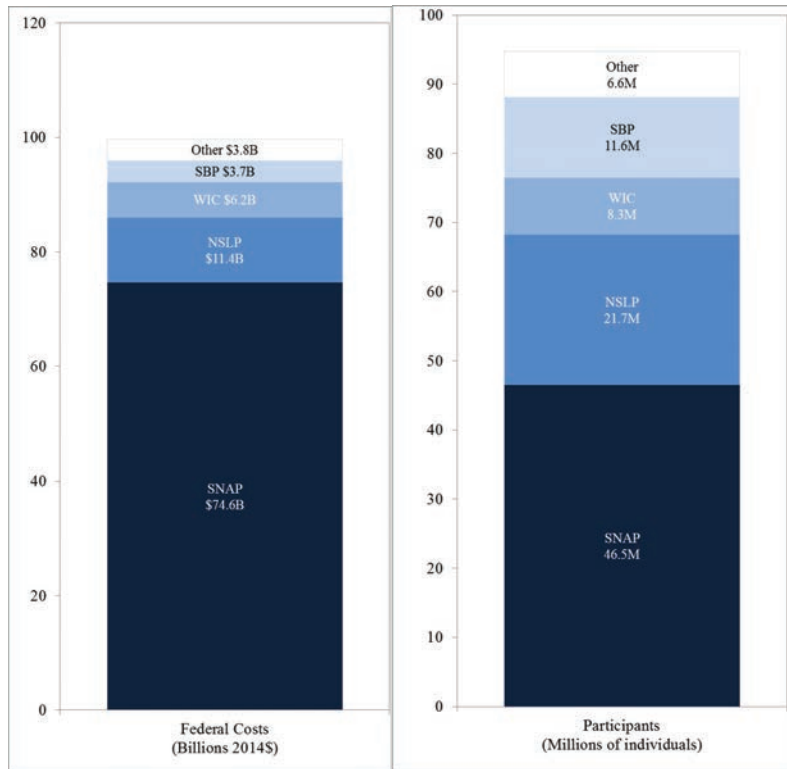 120
100
80
60
40
20
0
Other $3.8B
SBP $3.7B
WIC $6.2B
NSLP
$11.4B
SNAP
$74.6B
Federal Costs
(Billions 2014$)
100
90
80
70
60
50
40
30
20
10
0
Other
6.6M
SBP
11.6M
WIC
8.3M
NSLP
21.7M
SNAP
46.5M
Participants
(Millions of individuals)